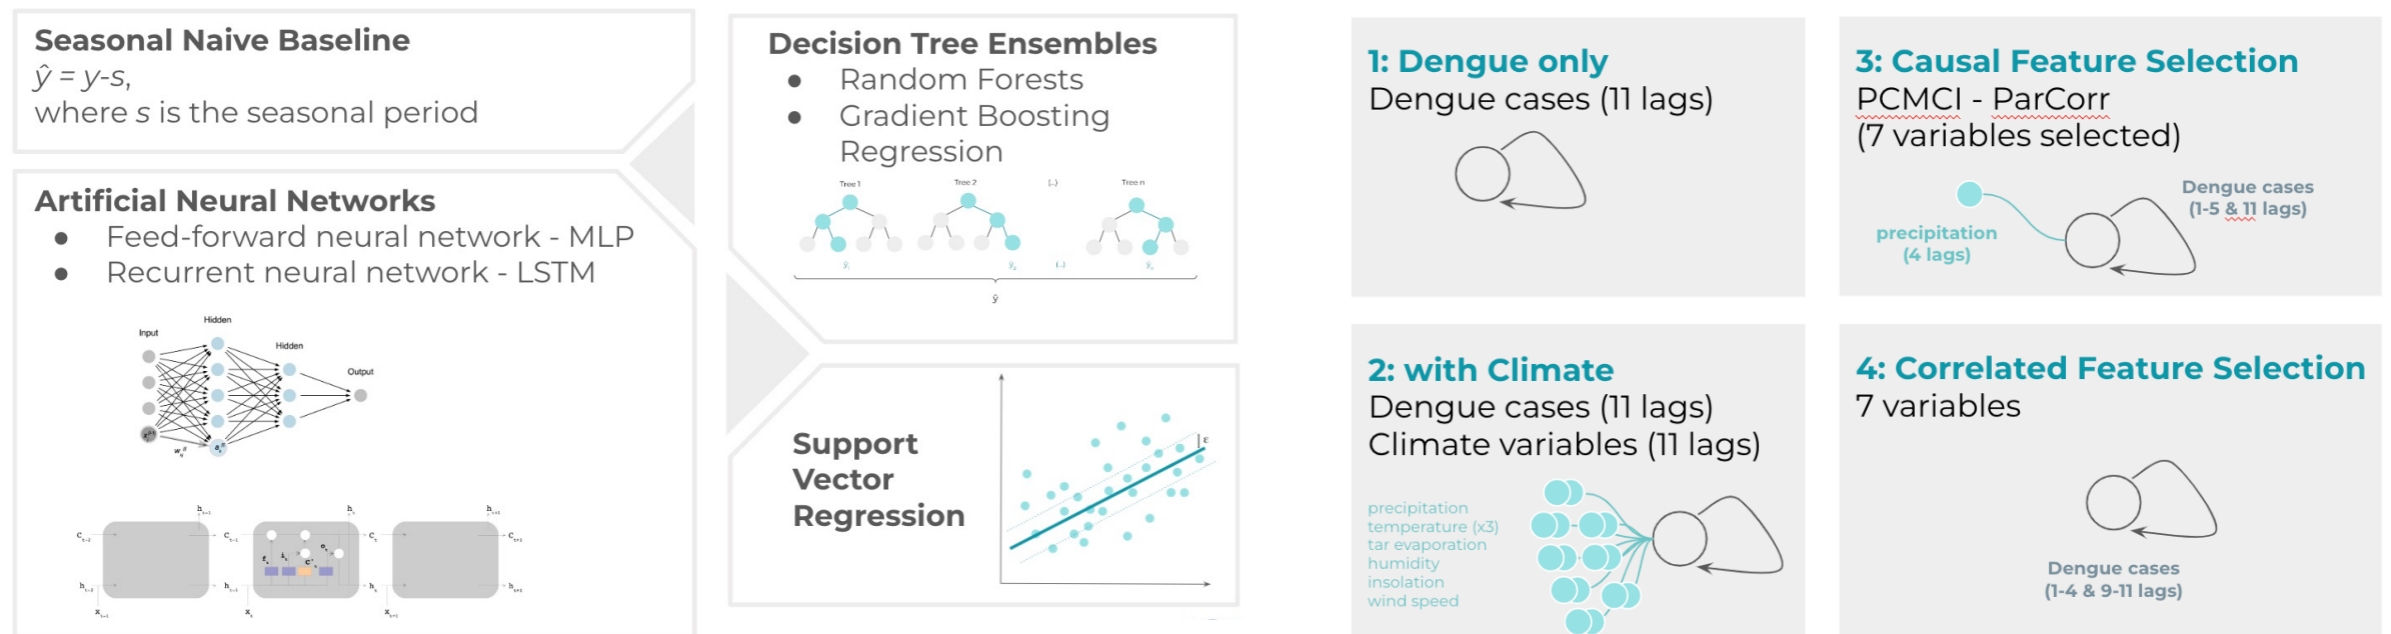 Seasonal Naive Baseline
ŷ = y-s,
where s is the seasonal period
Artificial Neural Networks
● Feed-forward neural network - MLP
● Recurrent neural network - LSTM
Input
Hidden
Hidden
Output
Decision Tree Ensembles
● Random Forests
● Gradient Boosting
Regression
Tree 1 Tree 2 (...) Tree n
ŷ
Support
Vector
Regression
ε
1: Dengue only
Dengue cases (11 lags)
2: with Climate
Dengue cases (11 lags)
Climate variables (11 lags)
precipitation
temperature (x3)
tar evaporation
humidity
insolation
wind speed
3: Causal Feature Selection
PCMCI - ParCorr
(7 variables selected)
precipitation
(4 lags)
Dengue cases
(1-5 & 11 lags)
4: Correlated Feature Selection
7 variables
Dengue cases
(1-4 & 9-11 lags)